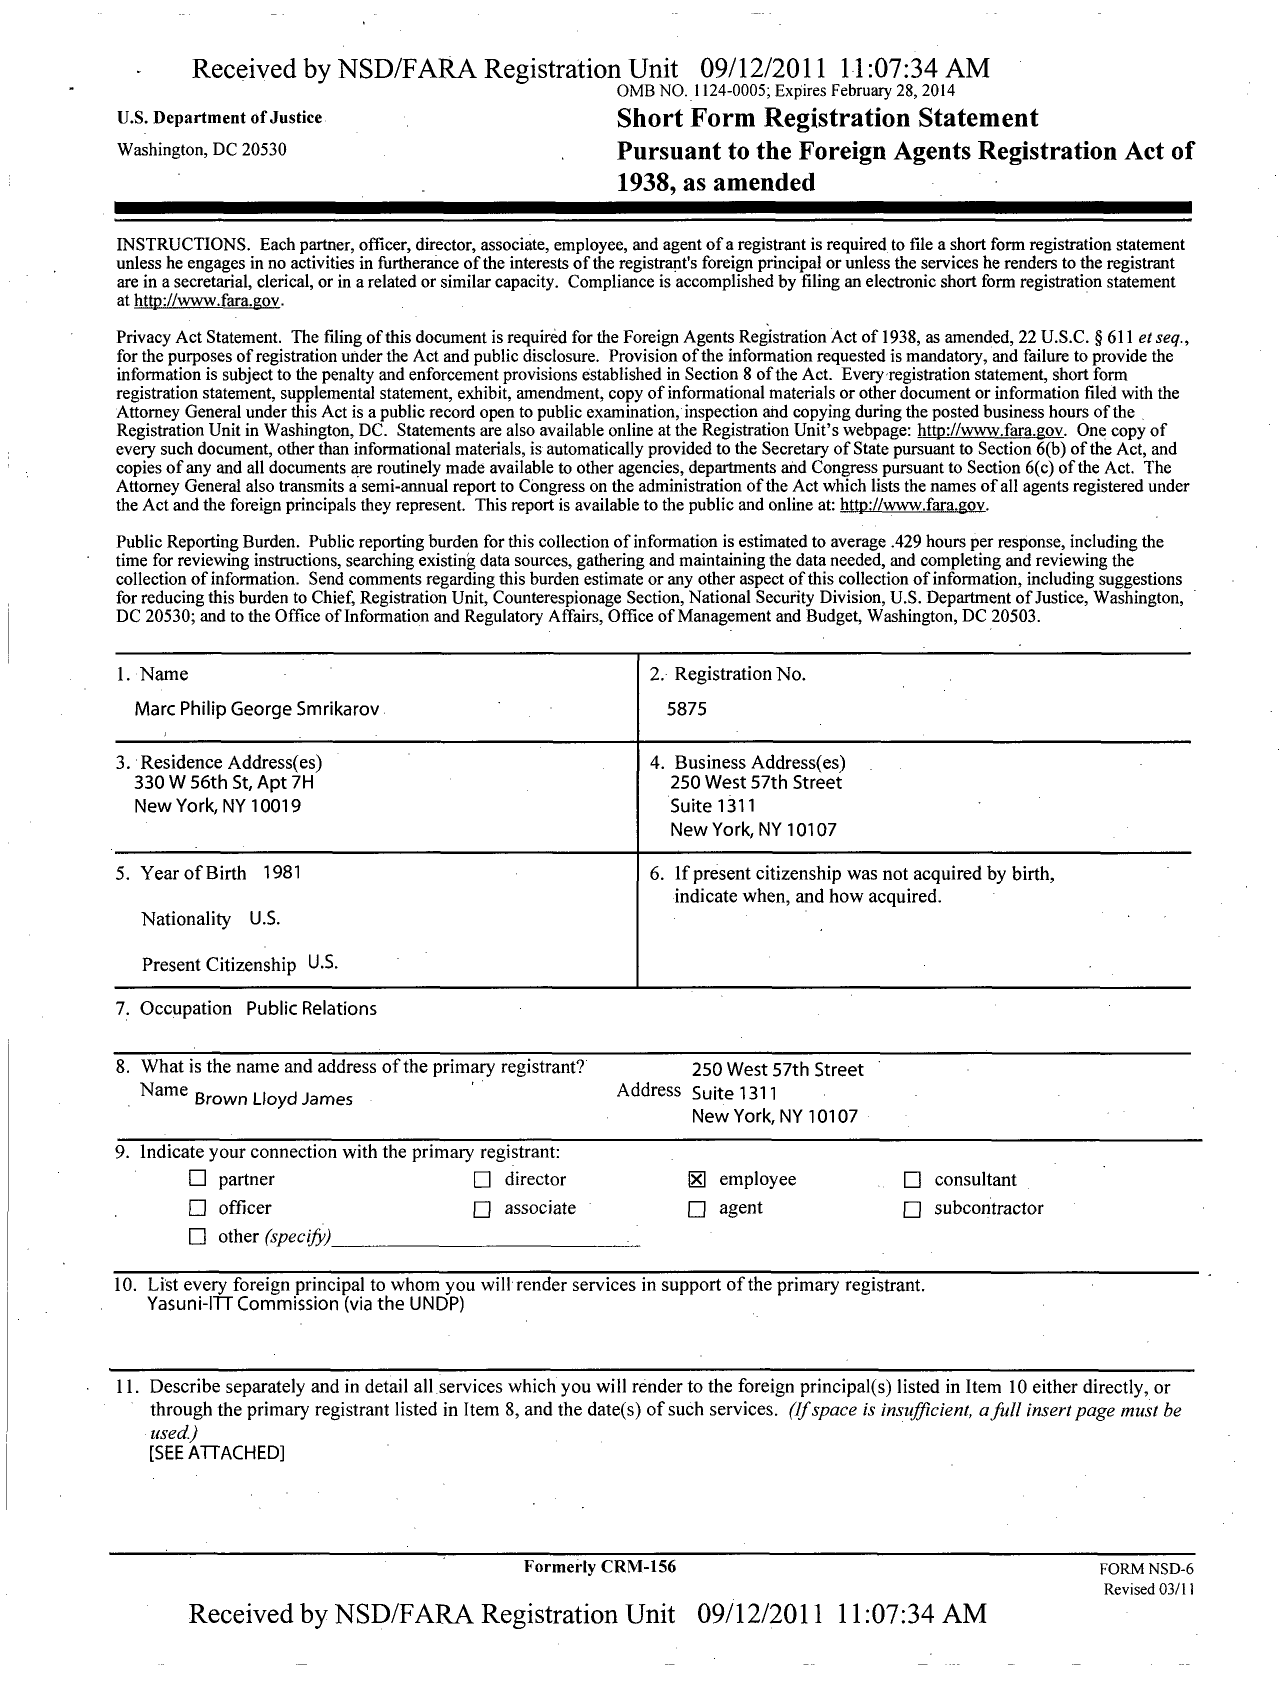 Received by NSD/FARA Registration Unit 09/12/2011 11:07:34 AM
OMB NO. 1124-0005; Expires February 28, 2014
U.S. Department of Justice
Washington, DC 20530
Short Form Registration Statement
Pursuant to the Foreign Agents Registration Act of
1938, as amended
INSTRUCTIONS. Each partner, officer, director, associate, employee, and agent of a registrant is required to file a short form registration statement
unless he engages in no activities in furtherance of the interests of the registrant's foreign principal or unless the services he renders to the registrant
are in a secretarial, clerical, or in a related or similar capacity. Compliance is accomplished by filing an electronic short form registration statement
at http://www.fara.gov.
Privacy Act Statement. The filing of this document is required for the Foreign Agents Registration Act of 1938, as amended, 22 U.S.C. § 611 et seq.,
for the purposes of registration under the Act and public disclosure. Provision of the information requested is mandatory, and failure to provide the
information is subject to the penalty and enforcement provisions established in Section 8 of the Act. Every registration statement, short form
registration statement, supplemental statement, exhibit, amendment, copy of informational materials or other document or information filed with the
Attorney General under this Act is a public record open to public examination, inspection and copying during the posted business hours of the
Registration Unit in Washington, DC. Statements are also available online at the Registration Unit's webpage: http://www.fara.gov. One copy of
every such document, other than informational materials, is automatically provided to the Secretary of State pursuant to Section 6(b) of the Act, and
copies of any and all documents are routinely made available to other agencies, departments and Congress pursuant to Section 6(c) of the Act. The
Attorney General also transmits a semi-annual report to Congress on the administration of the Act which lists the names of all agents registered under
the Act and the foreign principals they represent. This report is available to the public and online at: http://www.fara.gov.
Public Reporting Burden. Public reporting burden for this collection of information is estimated to average .429 hours per response, including the
time for reviewing instructions, searching existing data sources, gathering and maintaining the data needed, and completing and reviewing the
collection of information. Send comments regarding this burden estimate or any other aspect of this collection of information, including suggestions
for reducing this burden to Chief, Registration Unit, Counterespionage Section, National Security Division, U.S. Department of Justice, Washington,
DC 20530; and to the Office of Information and Regulatory Affairs, Office of Management and Budget, Washington, DC 20503.
1. Name
Marc Philip George Smrikarov
2. Registration No.
5875
3. Residence Address(es)
330 W 56th St, Apt 7H
New York, NY 10019
4. Business Address(es)
250 West 57th Street
Suite 1311
New York, NY 10107
5. Year of Birth 1981
Nationality U.S.
Present Citizenship U.S.
6. If present citizenship was not acquired by birth,
indicate when, and how acquired.
7. Occupation Public Relations
8. What is the name and address of the primary registrant?
Name Brown Lloyd James
250 West 57th Street
Address Suite 1311
New York, NY 10107
9. Indicate your connection with the primary registrant:
☐ partner ☐ director ☒ employee ☐ consultant
☐ officer ☐ associate ☐ agent ☐ subcontractor
☐ other (specify)
10. List every foreign principal to whom you will render services in support of the primary registrant.
Yasuni-ITT Commission (via the UNDP)
11. Describe separately and in detail all services which you will render to the foreign principal(s) listed in Item 10 either directly, or
through the primary registrant listed in Item 8, and the date(s) of such services. (If space is insufficient, a full insert page must be
used.)
[SEE ATTACHED]
Formerly CRM-156
FORM NSD-6
Revised 03/11
Received by NSD/FARA Registration Unit 09/12/2011 11:07:34 AM